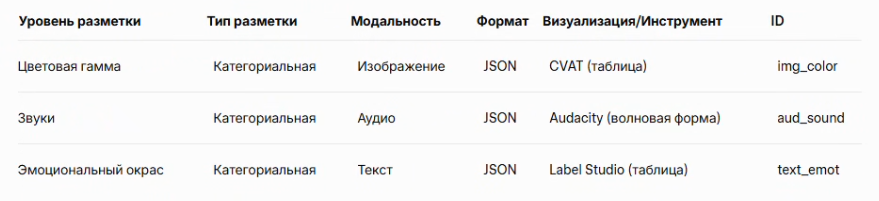 Уровень разметки Тип разметки Модальность Формат Визуализация/Инструмент ID
Цветовая гамма Категориальная Изображение JSON CVAT (таблица) img_color
Звуки Категориальная Аудио JSON Audacity (волновая форма) aud_sound
Эмоциональный окрас Категориальная Текст JSON Label Studio (таблица) text_emot